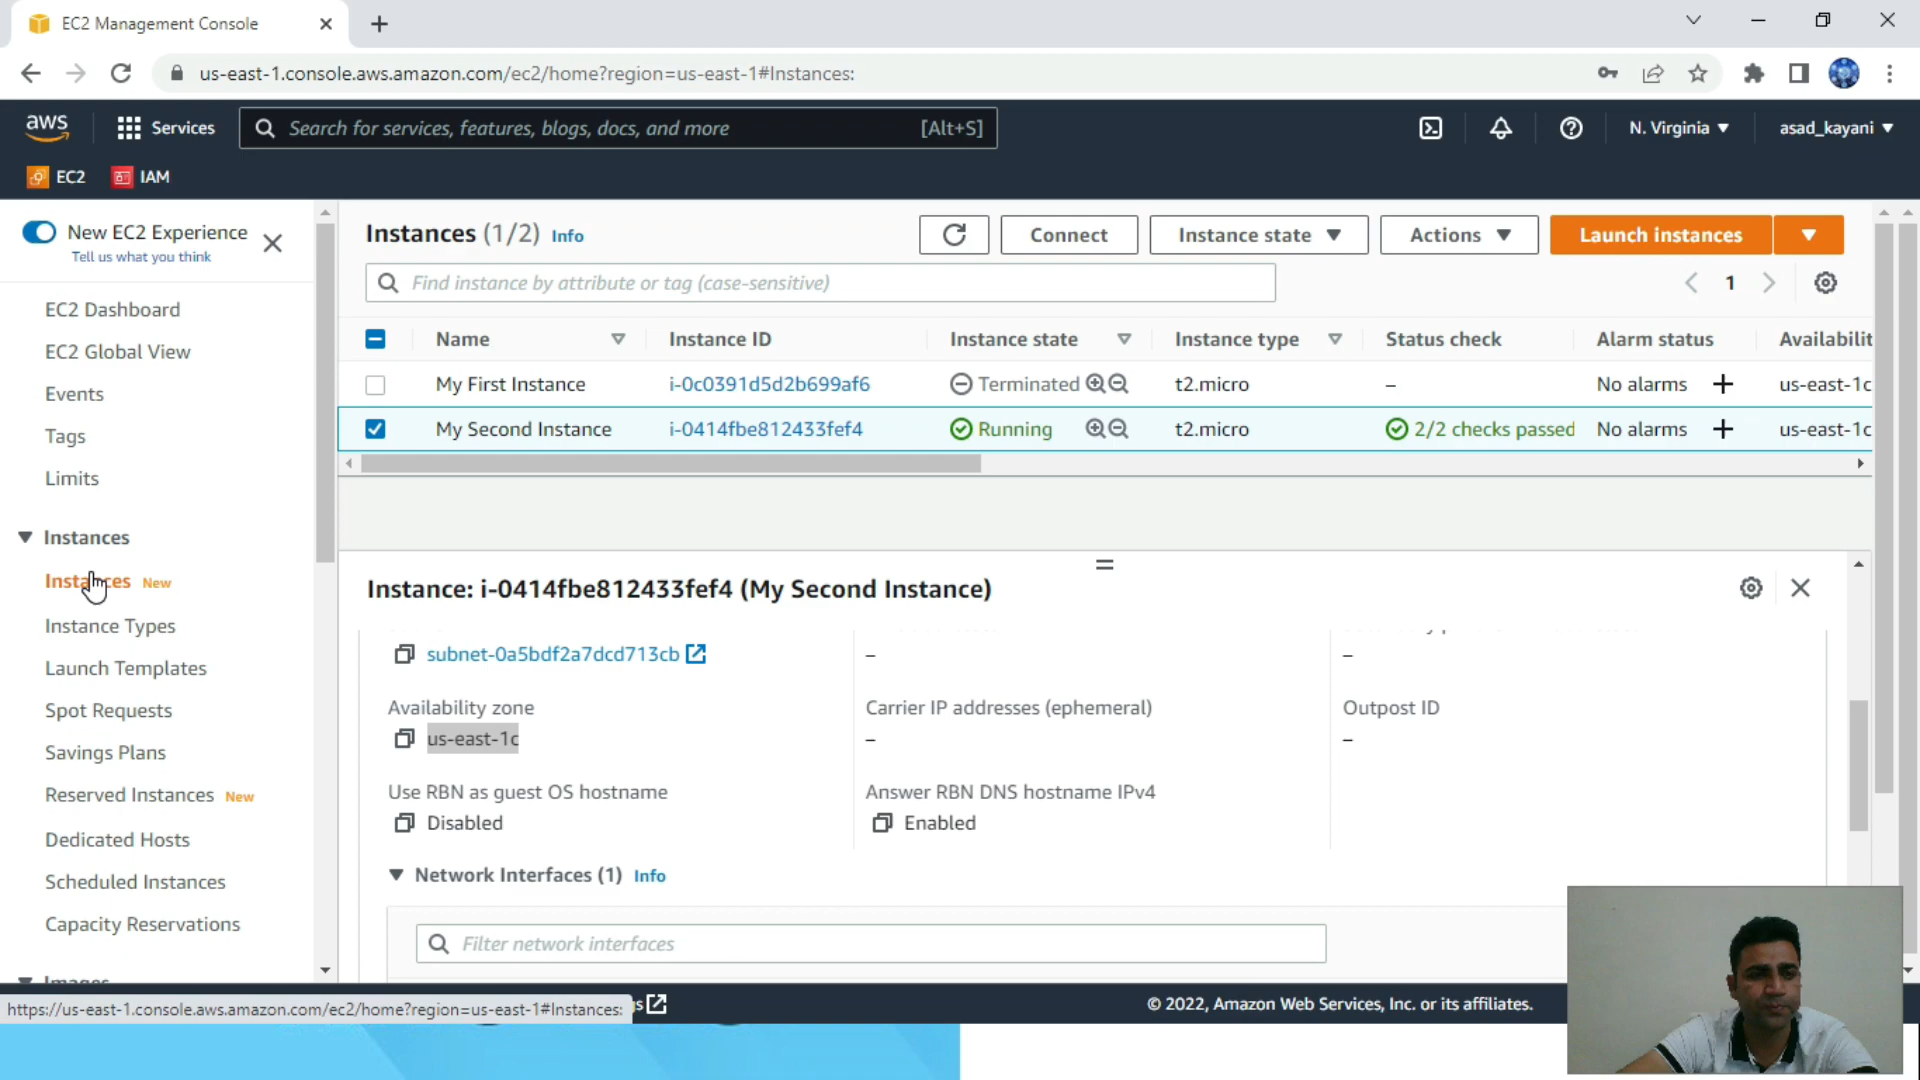 EC2 Management Console
us-east-1.console.aws.amazon.com/ec2/home?region=us-east-1#Instances:
aws
Services
Search for services, features, blogs, docs, and more
[Alt+S]
N. Virginia
asad_kayani
EC2
IAM
New EC2 Experience
Tell us what you think
EC2 Dashboard
EC2 Global View
Events
Tags
Limits
Instances
Instances New
Instance Types
Launch Templates
Spot Requests
Savings Plans
Reserved Instances New
Dedicated Hosts
Scheduled Instances
Capacity Reservations
Images
Instances (1/2) Info
Connect
Instance state
Actions
Launch instances
Find instance by attribute or tag (case-sensitive)
1
Name Instance ID Instance state Instance type Status check Alarm status Availabilit
My First Instance i-0c0391d5d2b699af6 Terminated t2.micro – No alarms us-east-1c
My Second Instance i-0414fbe812433fef4 Running t2.micro 2/2 checks passed No alarms us-east-1c
Instance: i-0414fbe812433fef4 (My Second Instance)
subnet-0a5bdf2a7dcd713cb – –
Availability zone Carrier IP addresses (ephemeral) Outpost ID
us-east-1c – –
Use RBN as guest OS hostname Answer RBN DNS hostname IPv4
Disabled Enabled
Network Interfaces (1) Info
Filter network interfaces
https://us-east-1.console.aws.amazon.com/ec2/home?region=us-east-1#Instances:
© 2022, Amazon Web Services, Inc. or its affiliates.